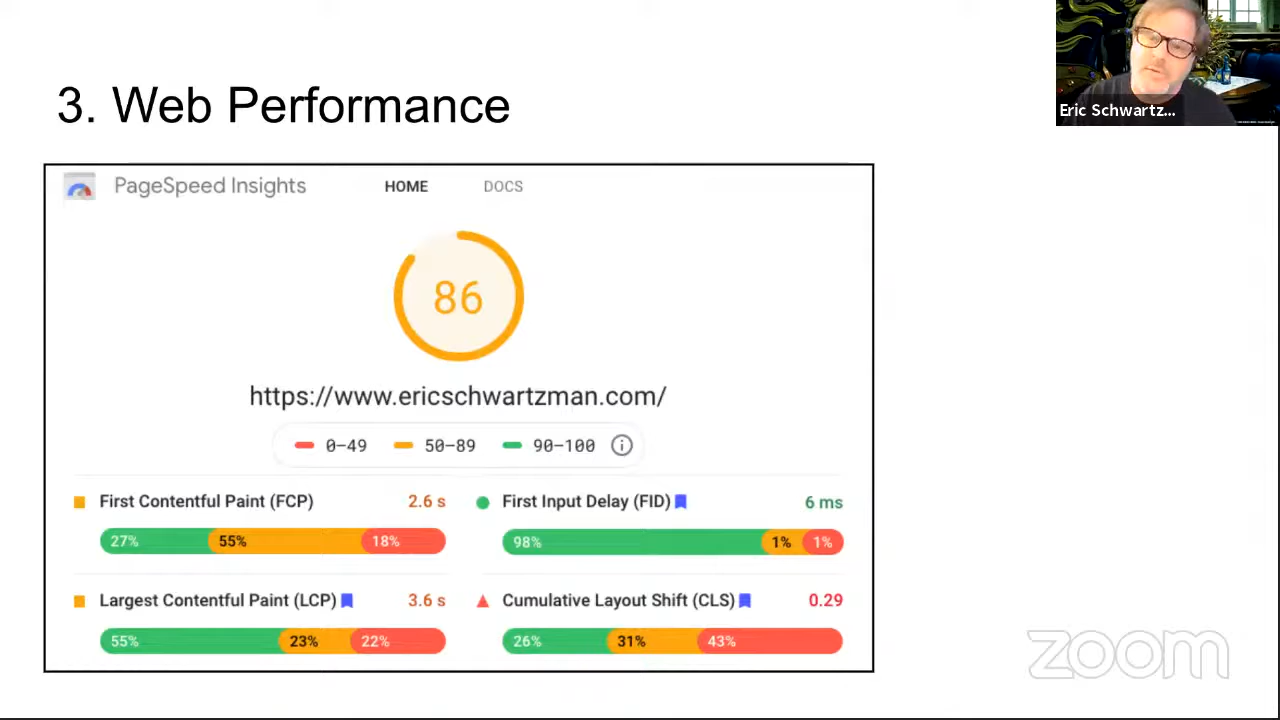 3. Web Performance
Eric Schwartz...
PageSpeed Insights HOME DOCS
86
https://www.ericschwartzman.com/
0–49 50–89 90–100
First Contentful Paint (FCP) 2.6 s
27% 55% 18%
First Input Delay (FID) 6 ms
98% 1% 1%
Largest Contentful Paint (LCP) 3.6 s
55% 23% 22%
Cumulative Layout Shift (CLS) 0.29
26% 31% 43%
zoom